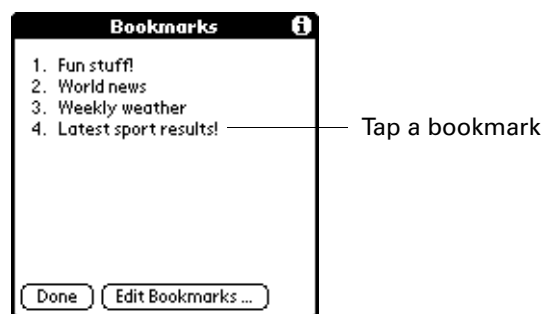 Bookmarks i
1. Fun stuff!
2. World news
3. Weekly weather
4. Latest sport results!
Tap a bookmark
Done Edit Bookmarks ...